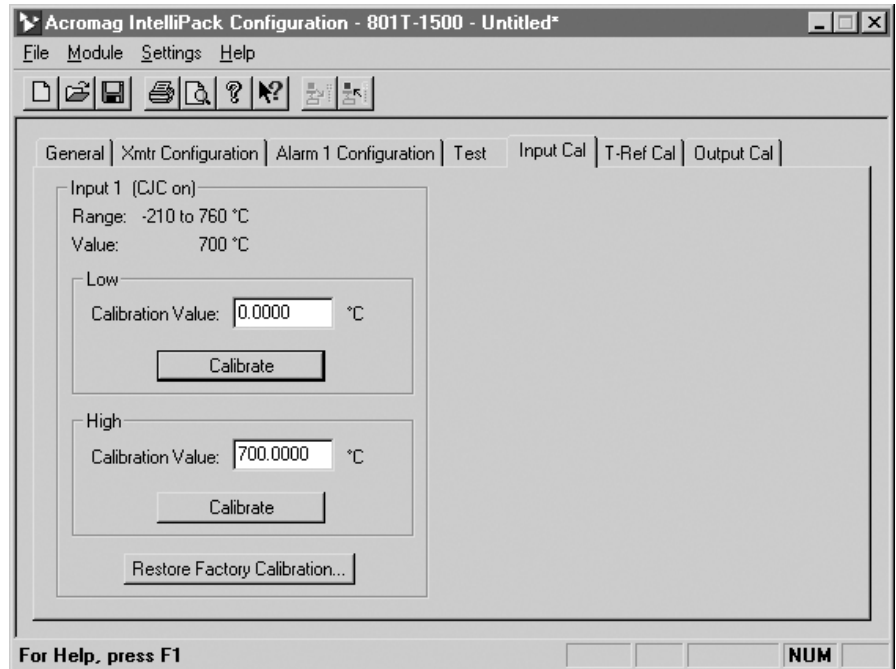 Acromag IntelliPack Configuration - 801T-1500 - Untitled*
File Module Settings Help
General Xmtr Configuration Alarm 1 Configuration Test Input Cal T-Ref Cal Output Cal
Input 1 (CJC on)
Range: -210 to 760 °C
Value: 700 °C
Low
Calibration Value: 0.0000 °C
Calibrate
High
Calibration Value: 700.0000 °C
Calibrate
Restore Factory Calibration...
For Help, press F1 NUM